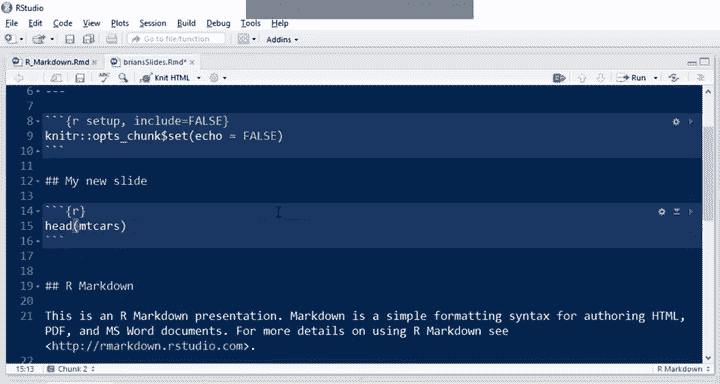 RStudio
File Edit Code View Plots Session Build Debug Tools Help
Go to file/function Addins
R_Markdown.Rmd × briansSlides.Rmd* ×
ABC Knit HTML Run
6 ---
7
8 ```{r setup, include=FALSE}
9 knitr::opts_chunk$set(echo = FALSE)
10 ```
11
12 ## My new slide
13
14 ```{r}
15 head(mtcars)
16 ```
17
18
19 ## R Markdown
20
21 This is an R Markdown presentation. Markdown is a simple formatting syntax for authoring HTML,
PDF, and MS Word documents. For more details on using R Markdown see
<http://rmarkdown.rstudio.com>.
22
15:13 Chunk 2 R Markdown